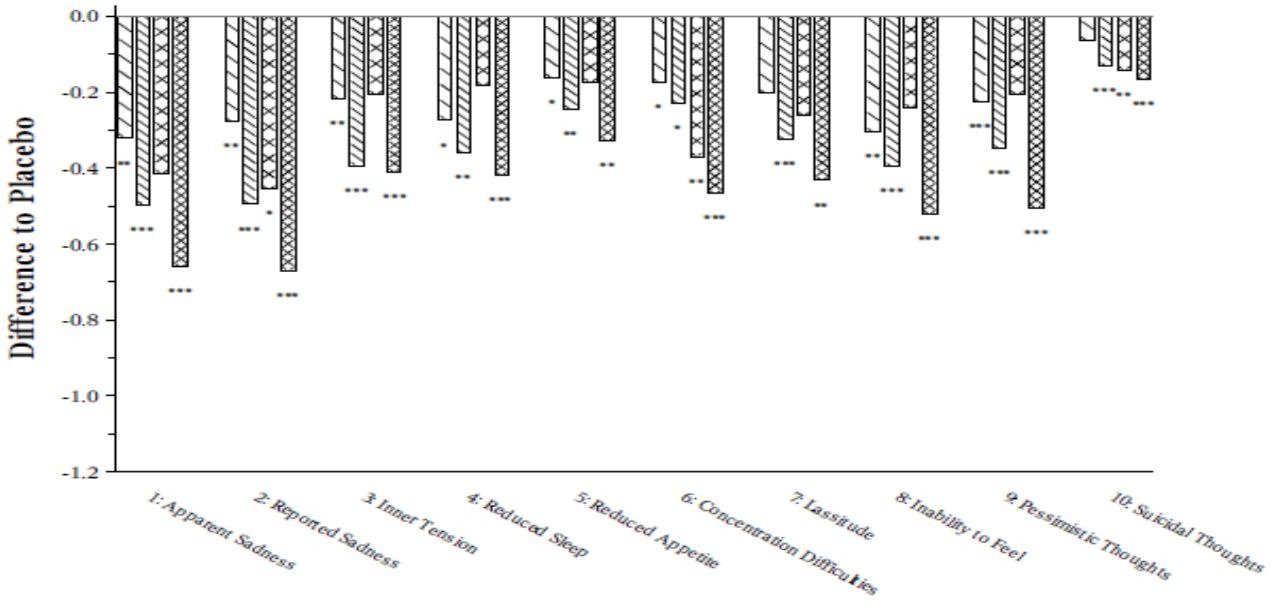 Difference to Placebo
0.0
-0.2
-0.4
-0.6
-0.8
-1.0
-1.2
** *** ***
** *** * ***
** *** ***
* ** ***
* ** **
* * ** ***
*** **
** *** ***
*** *** ***
*** ** ***
1: Apparent Sadness
2: Reported Sadness
3: Inner Tension
4: Reduced Sleep
5: Reduced Appetite
6: Concentration Difficulties
7: Lassitude
8: Inability to Feel
9: Pessimistic Thoughts
10: Suicidal Thoughts